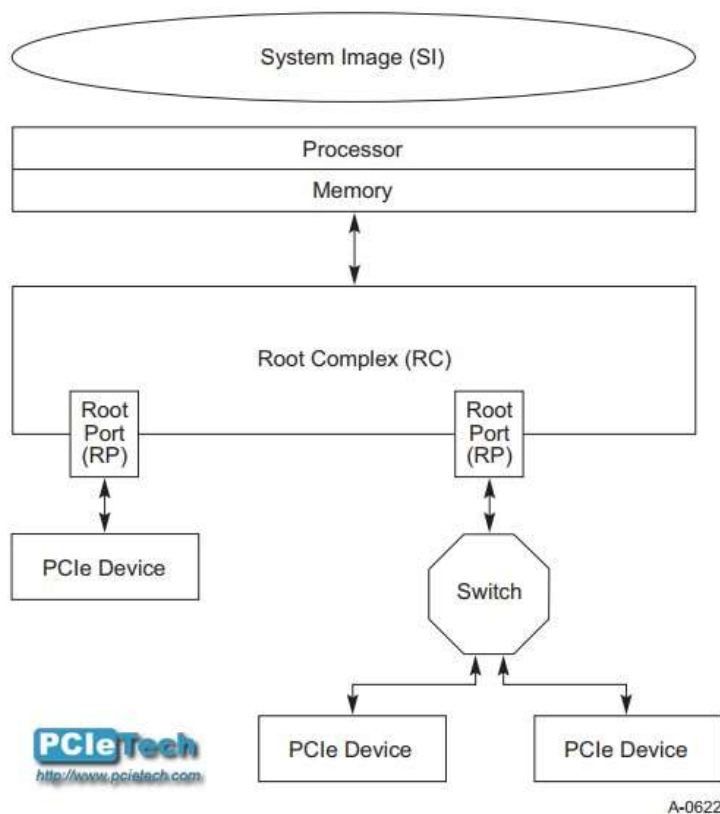 System Image (SI)
Processor
Memory
Root Complex (RC)
Root
Port
(RP)
Root
Port
(RP)
PCIe Device
Switch
PCIe Device
PCIe Device
PCIeTech
http://www.pcietech.com
A-0622